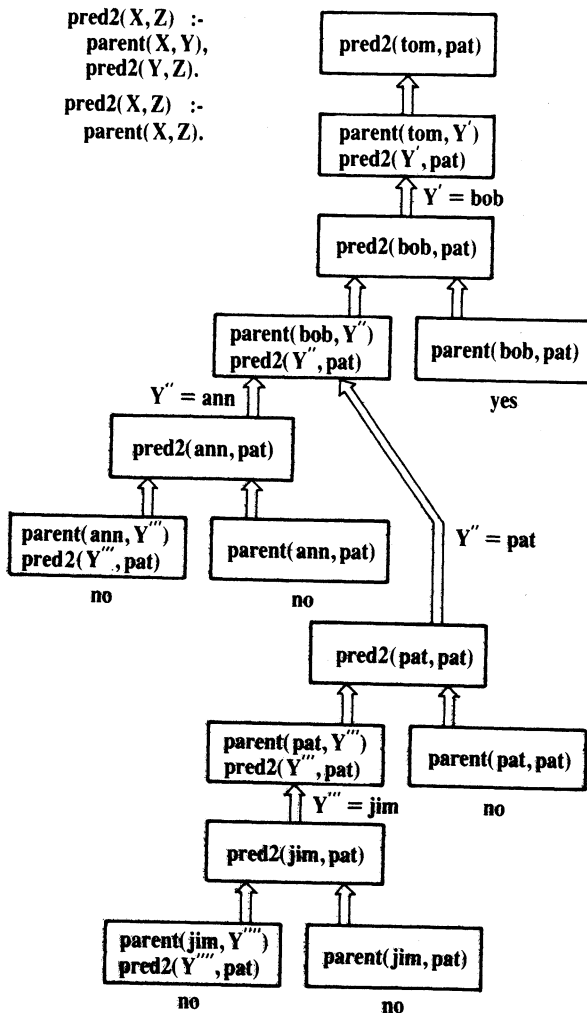 pred2(X, Z) :-
parent(X, Y),
pred2(Y, Z).
pred2(X, Z) :-
parent(X, Z).
pred2(tom, pat)
parent(tom, Y')
pred2(Y', pat)
Y' = bob
pred2(bob, pat)
parent(bob, Y'')
pred2(Y'', pat)
parent(bob, pat)
yes
Y'' = ann
pred2(ann, pat)
parent(ann, Y''')
pred2(Y''', pat)
no
parent(ann, pat)
no
Y'' = pat
pred2(pat, pat)
parent(pat, Y''')
pred2(Y''', pat)
parent(pat, pat)
no
Y''' = jim
pred2(jim, pat)
parent(jim, Y'''')
pred2(Y'''', pat)
no
parent(jim, pat)
no